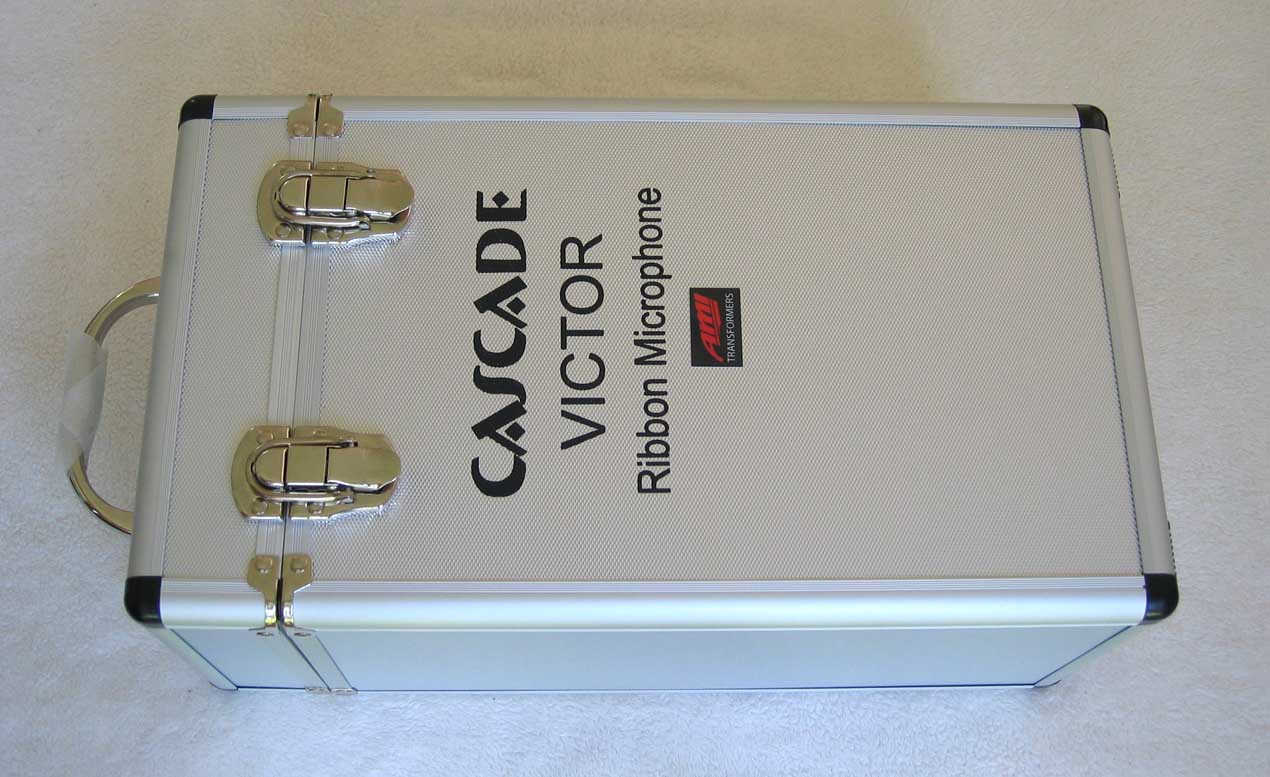 CASCADE
VICTOR
Ribbon Microphone
AMI
TRANSFORMERS